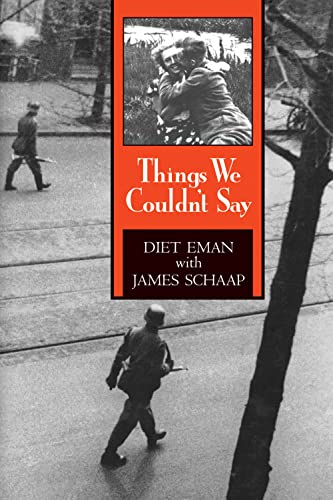 Things We
Couldn't Say
DIET EMAN
with
JAMES SCHAAP